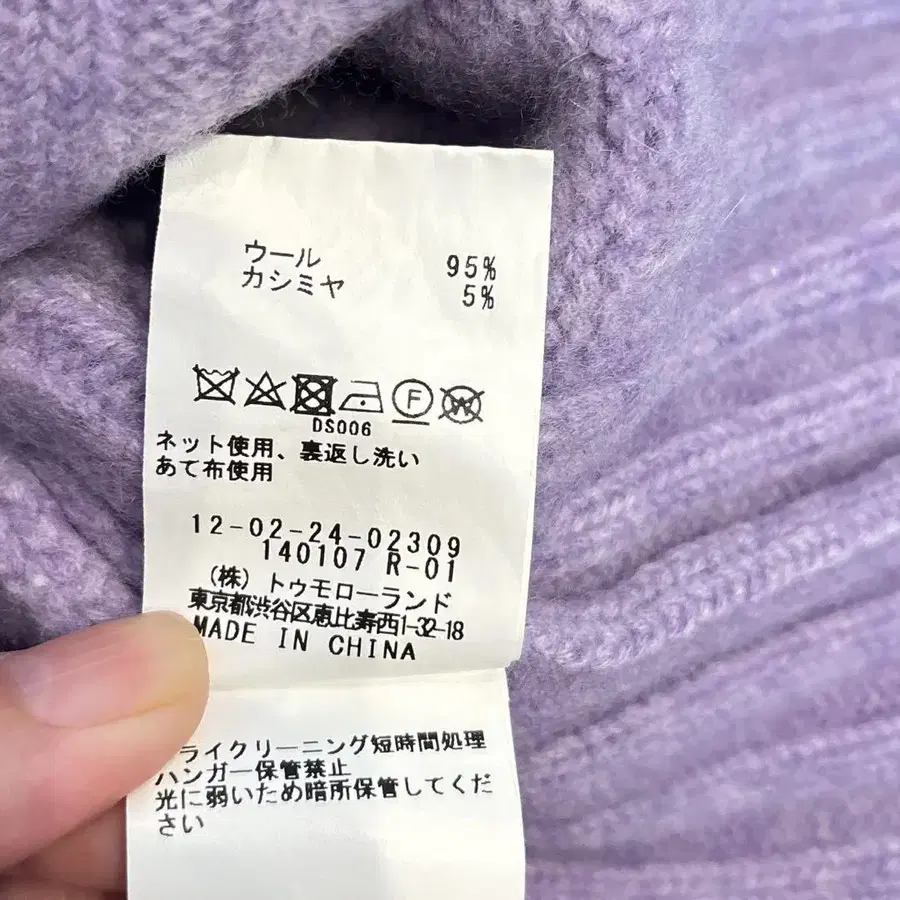 ウール 95%
カシミヤ 5%
F W
DS006
ネット使用、裏返し洗い
あて布使用
12-02-24-02309
140107 R-01
(株)トゥモローランド
東京都渋谷区恵比寿西1-32-18
MADE IN CHINA
ライクリーニング短時間処理
ハンガー保管禁止
光に弱いため暗所保管してくだ
さい